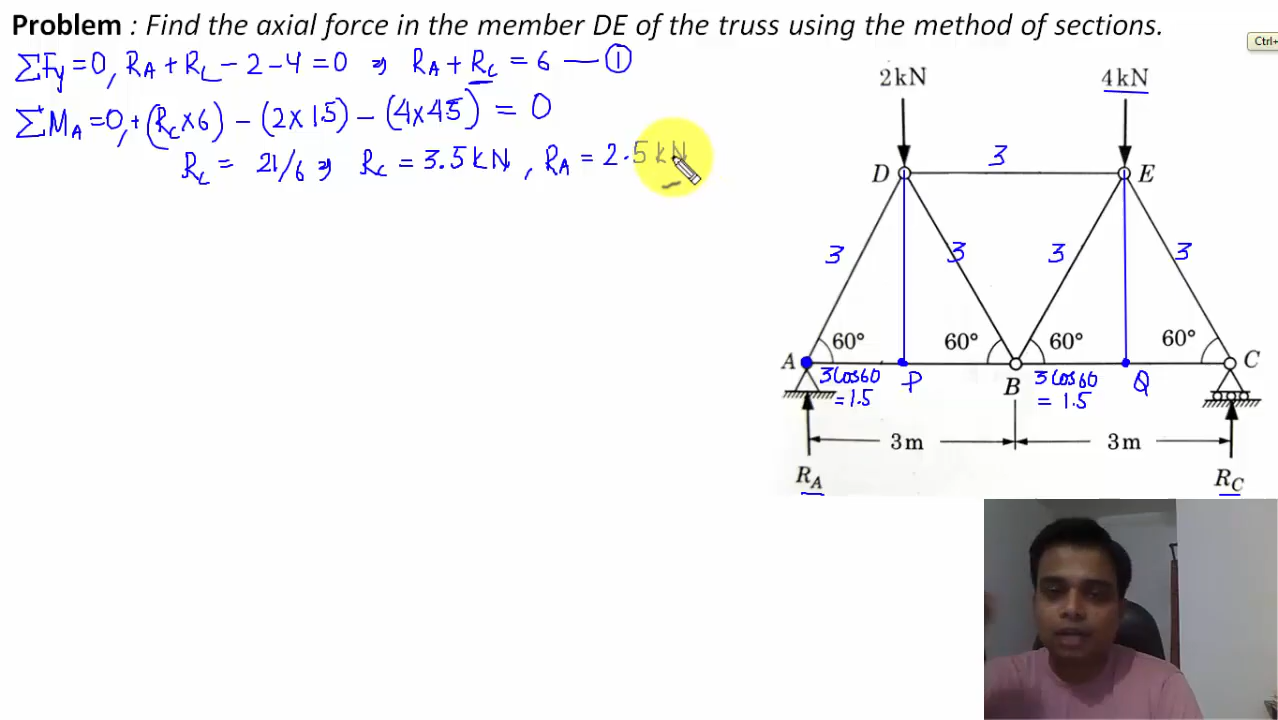 Problem : Find the axial force in the member DE of the truss using the method of sections.
Ctrl+
∑Fy=0, RA + RC − 2 − 4 = 0 ⇒ RA + RC = 6 — ①
∑MA = 0, +(RC×6) − (2×1.5) − (4×4.5) = 0
RC = 21/6 ⇒ RC = 3.5 kN, RA = 2.5 kN
2kN 4kN
3
D E
3 3 3 3
60° 60° 60° 60°
A P B Q C
3cos60 3cos60
=1.5 = 1.5
3m 3m
RA RC